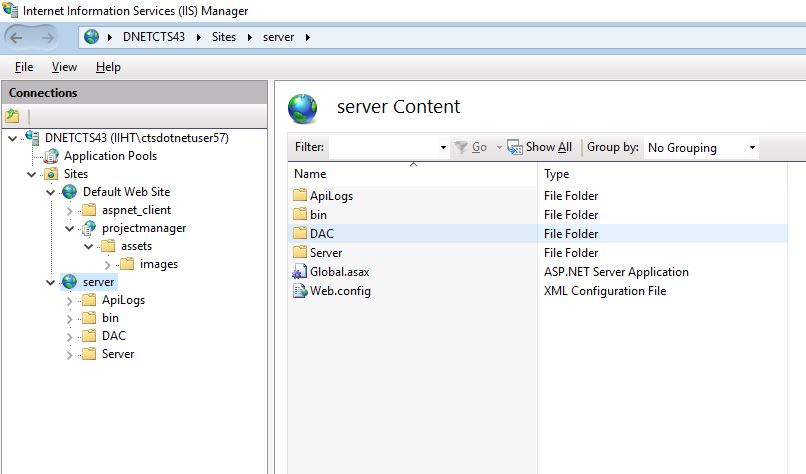 Internet Information Services (IIS) Manager
DNETCTS43 Sites server
File View Help
Connections
DNETCTS43 (IIHT\ctsdotnetuser57)
Application Pools
Sites
Default Web Site
aspnet_client
projectmanager
assets
images
server
ApiLogs
bin
DAC
Server
server Content
Filter: Go Show All Group by: No Grouping
Name Type
ApiLogs File Folder
bin File Folder
DAC File Folder
Server File Folder
Global.asax ASP.NET Server Application
Web.config XML Configuration File